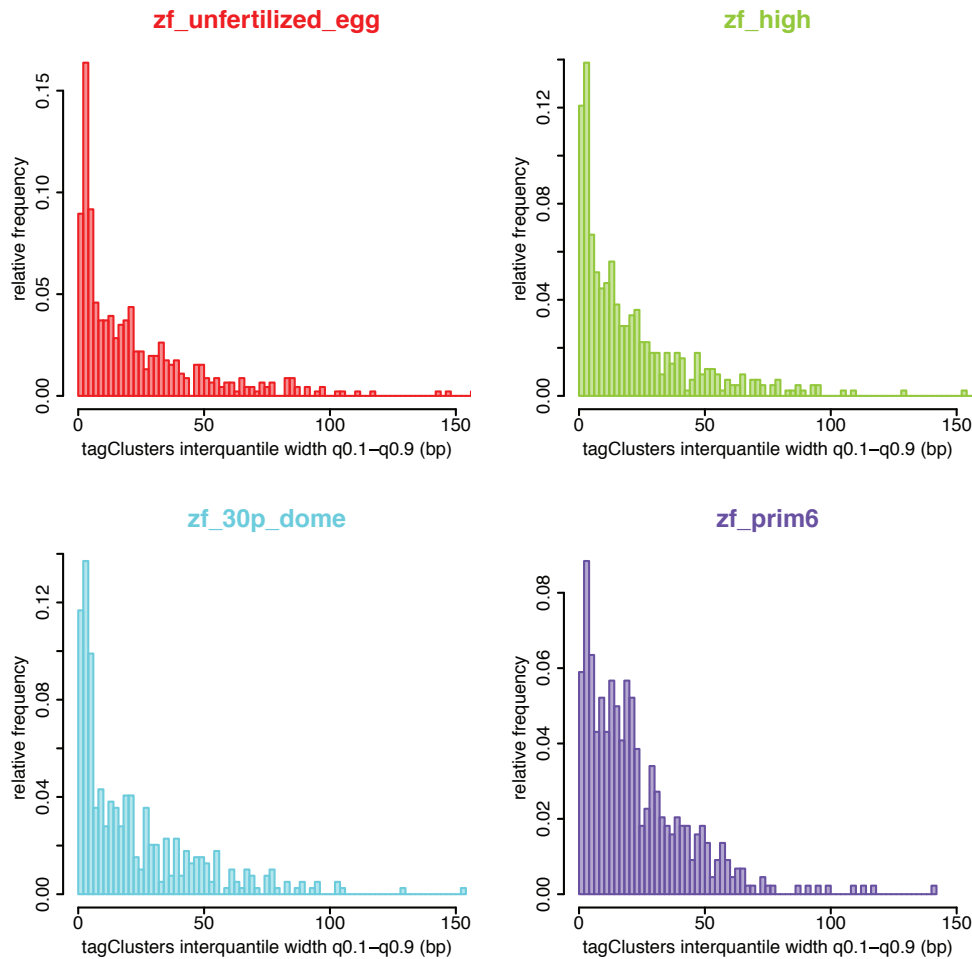 zf_unfertilized_egg
relative frequency
0.15
0.10
0.05
0.00
0
50
100
150
tagClusters interquantile width q0.1–q0.9 (bp)
zf_high
relative frequency
0.12
0.08
0.04
0.00
0
50
100
150
tagClusters interquantile width q0.1–q0.9 (bp)
zf_30p_dome
relative frequency
0.12
0.08
0.04
0.00
0
50
100
150
tagClusters interquantile width q0.1–q0.9 (bp)
zf_prim6
relative frequency
0.08
0.06
0.04
0.02
0.00
0
50
100
150
tagClusters interquantile width q0.1–q0.9 (bp)